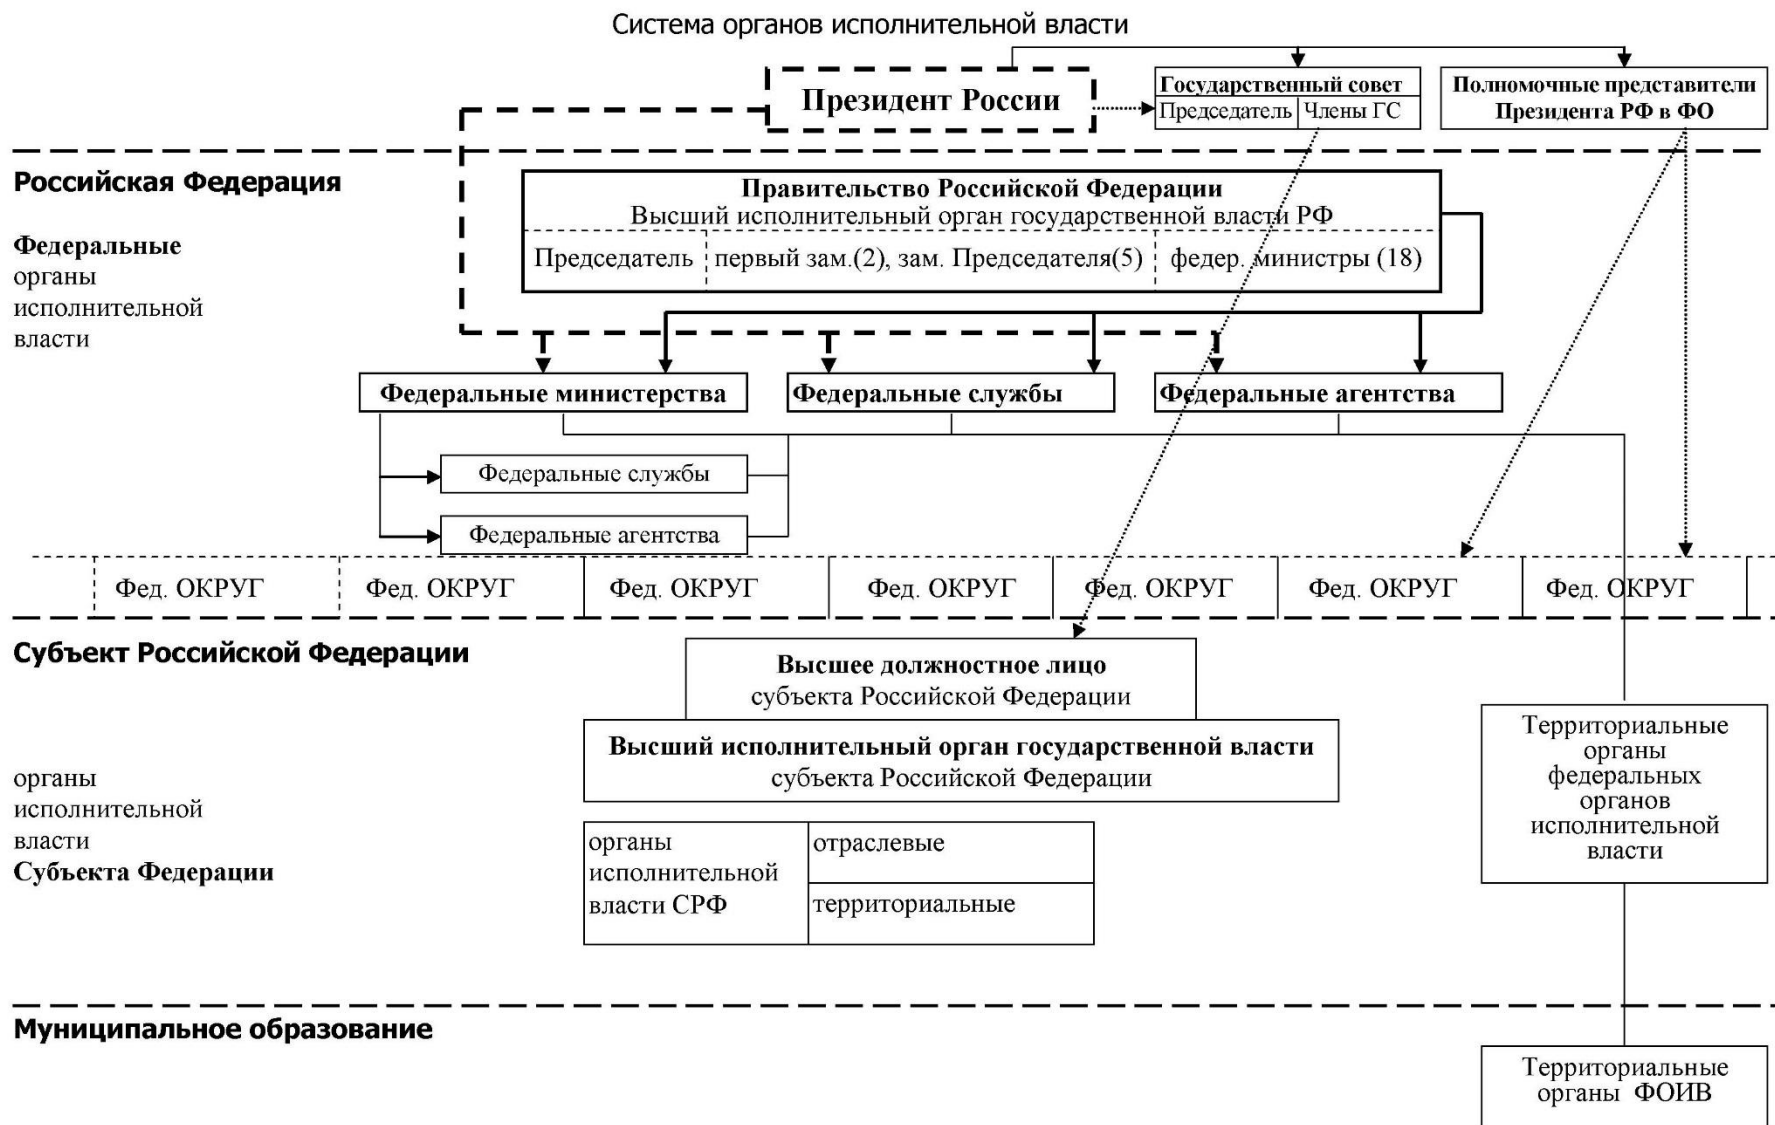 Система органов исполнительной власти
Президент России
Государственный совет
Председатель
Члены ГС
Полномочные представители
Президента РФ в ФО
Российская Федерация
Федеральные
органы
исполнительной
власти
Правительство Российской Федерации
Высший исполнительный орган государственной власти РФ
Председатель
первый зам.(2), зам. Председателя(5)
федер. министры (18)
Федеральные министерства
Федеральные службы
Федеральные агентства
Федеральные службы
Федеральные агентства
Фед. ОКРУГ
Фед. ОКРУГ
Фед. ОКРУГ
Фед. ОКРУГ
Фед. ОКРУГ
Фед. ОКРУГ
Фед. ОКРУГ
Субъект Российской Федерации
Высшее должностное лицо
субъекта Российской Федерации
Высший исполнительный орган государственной власти
субъекта Российской Федерации
органы
исполнительной
власти
Субъекта Федерации
органы
исполнительной
власти СРФ
отраслевые
территориальные
Территориальные
органы
федеральных
органов
исполнительной
власти
Муниципальное образование
Территориальные
органы ФОИВ